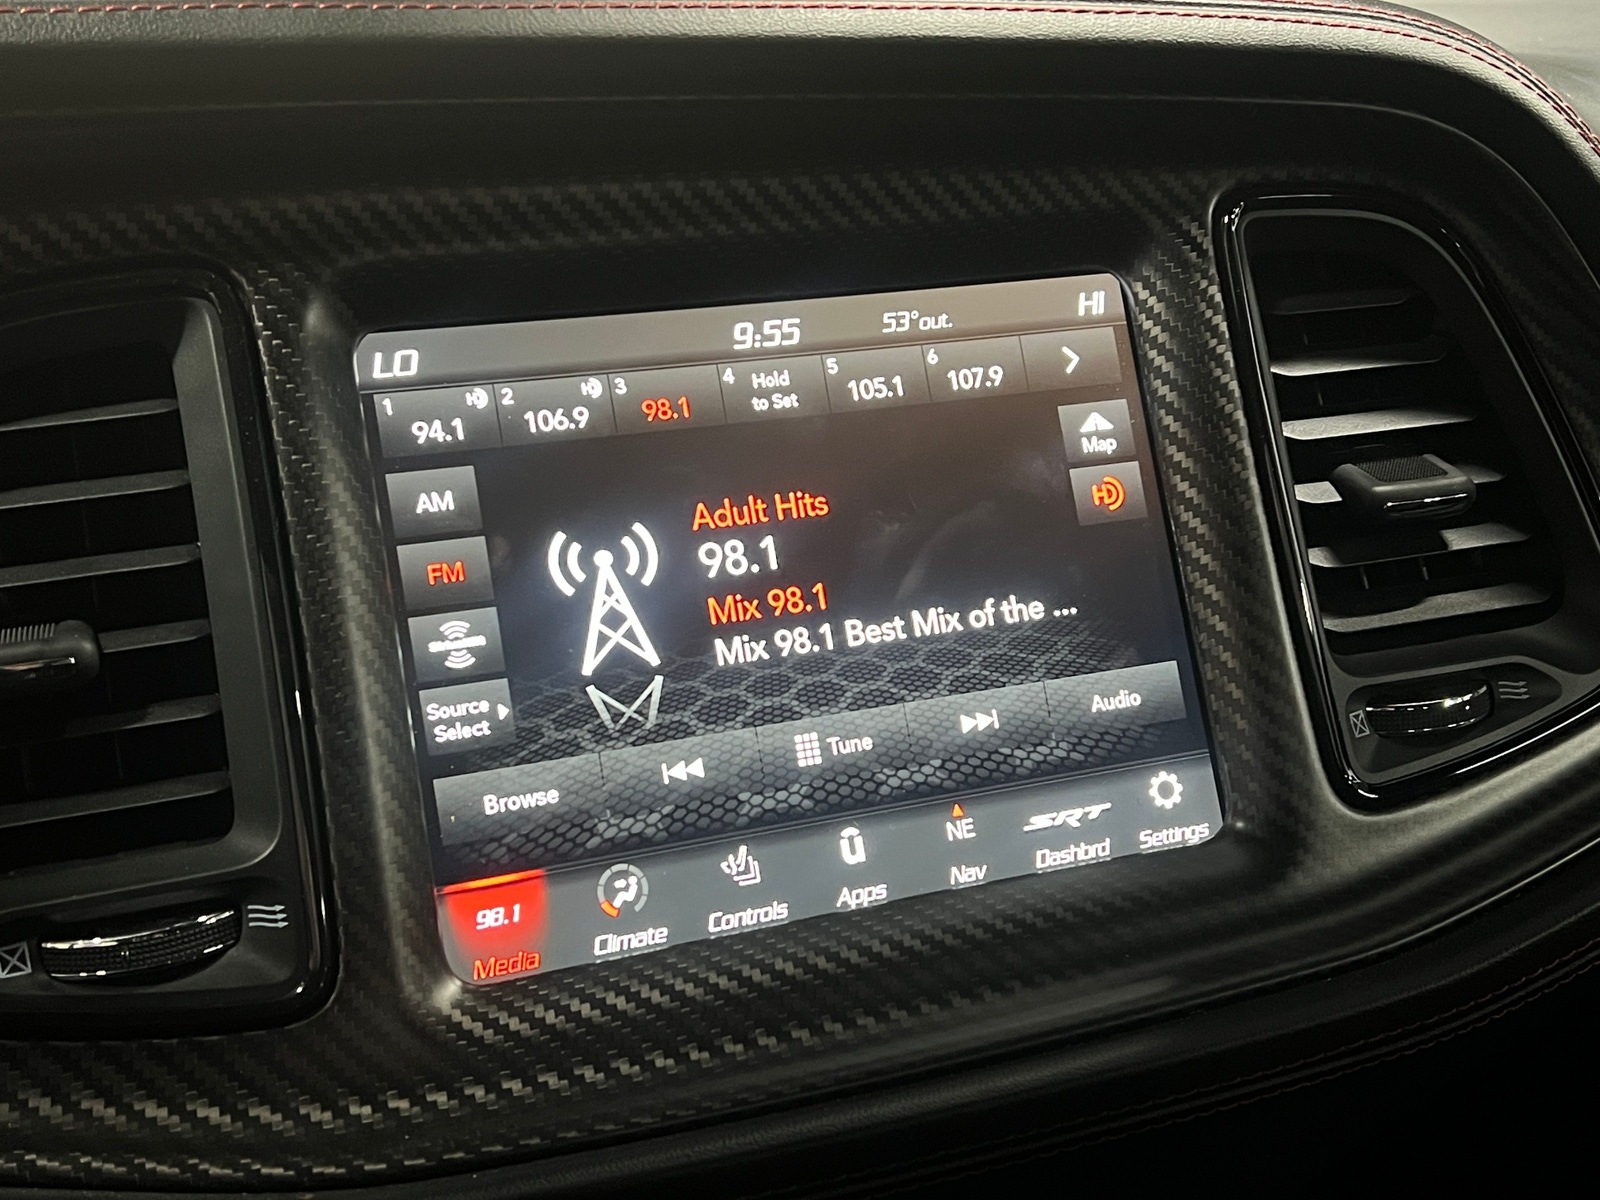 LO 9:55 53°out. HI
1 94.1 HD 2 106.9 HD 3 98.1 4 Hold to Set 5 105.1 6 107.9
Map
AM
HD
Adult Hits
98.1
FM
Mix 98.1
Mix 98.1 Best Mix of the ...
Source
Select
Browse Tune Audio
98.1 NE SRT
Media Climate Controls Apps Nav Dashbrd Settings